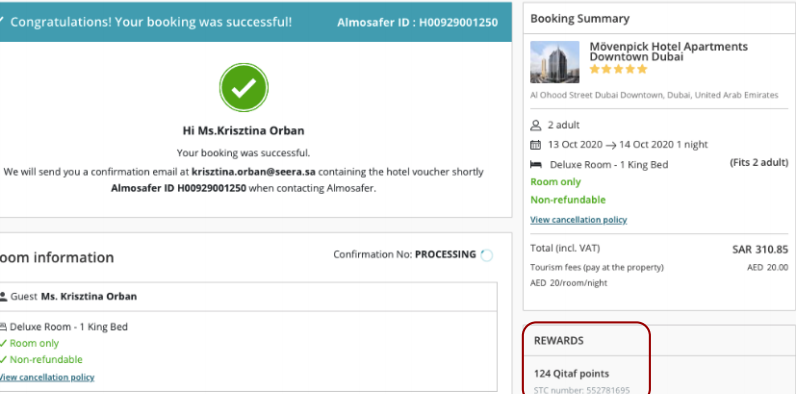 Congratulations! Your booking was successful!
Almosafer ID : H00929001250
Hi Ms.Krisztina Orban
Your booking was successful.
We will send you a confirmation email at krisztina.orban@seera.sa containing the hotel voucher shortly
Almosafer ID H00929001250 when contacting Almosafer.
oom information
Confirmation No: PROCESSING
Guest Ms. Krisztina Orban
Deluxe Room - 1 King Bed
Room only
Non-refundable
View cancellation policy
Booking Summary
Mövenpick Hotel Apartments
Downtown Dubai
Al Ohood Street Dubai Downtown, Dubai, United Arab Emirates
2 adult
13 Oct 2020 → 14 Oct 2020 1 night
Deluxe Room - 1 King Bed (Fits 2 adult)
Room only
Non-refundable
View cancellation policy
Total (incl. VAT) SAR 310.85
Tourism fees (pay at the property) AED 20.00
AED 20/room/night
REWARDS
124 Qitaf points
STC number: 552781695